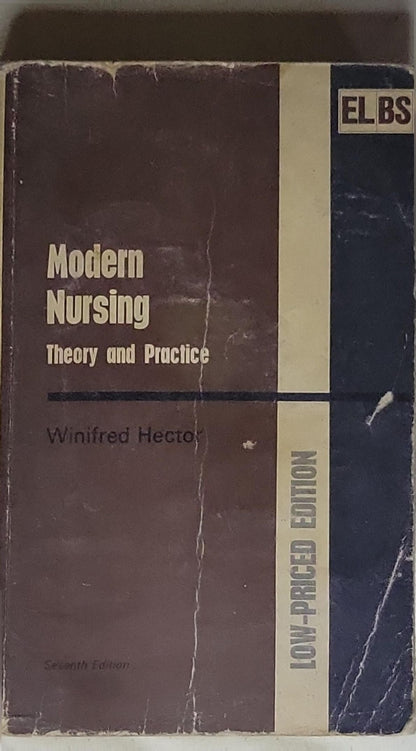 ELBS
Modern
Nursing
Theory and Practice
Winifred Hector
LOW-PRICED EDITION
Seventh Edition